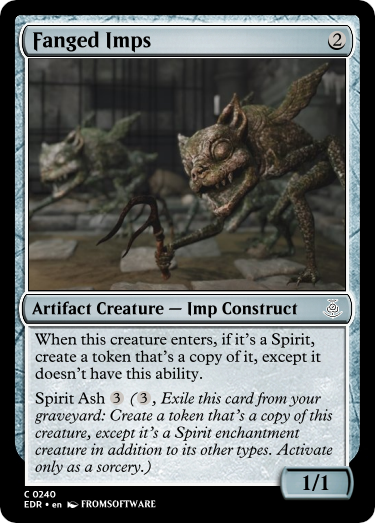 Fanged Imps 2
Artifact Creature — Imp Construct
When this creature enters, if it's a Spirit,
create a token that's a copy of it, except it
doesn't have this ability.
Spirit Ash 3 (3, Exile this card from your
graveyard: Create a token that's a copy of this
creature, except it's a Spirit enchantment
creature in addition to its other types. Activate
only as a sorcery.)
1/1
C 0240
EDR • en FROMSOFTWARE